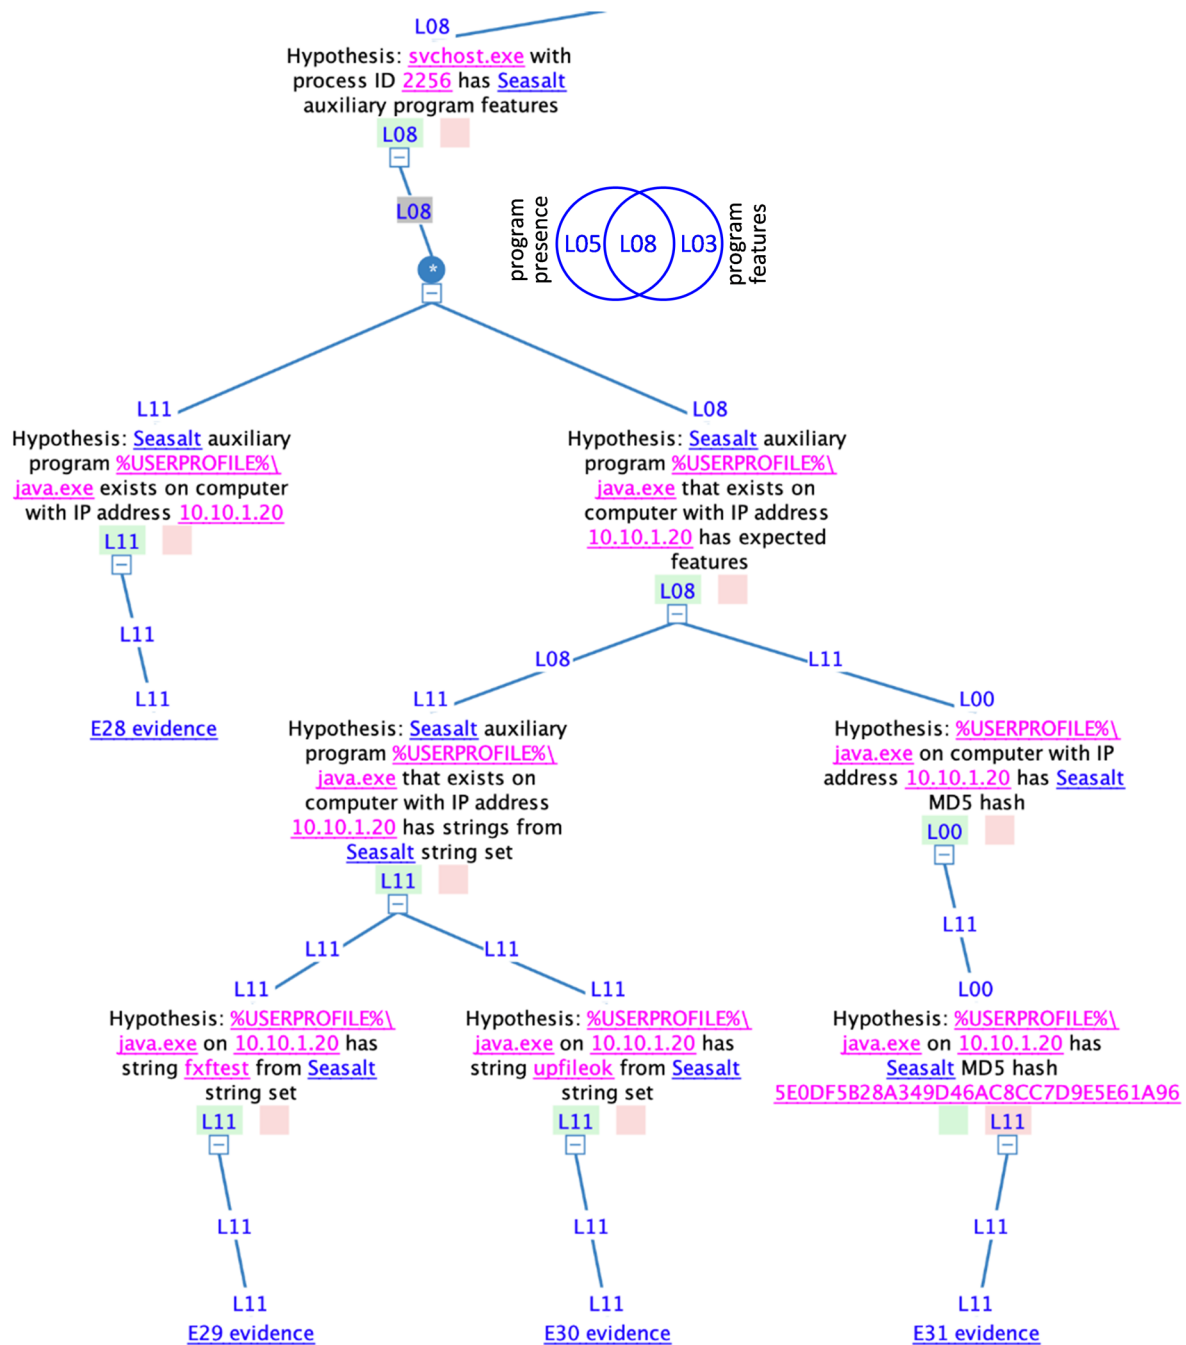 L08
Hypothesis: svchost.exe with
process ID 2256 has Seasalt
auxiliary program features
L08
L08
*
program
presence
L05
L08
L03
program
features
L11
Hypothesis: Seasalt auxiliary
program %USERPROFILE%\
java.exe exists on computer
with IP address 10.10.1.20
L11
L11
L11
E28 evidence
L08
Hypothesis: Seasalt auxiliary
program %USERPROFILE%\
java.exe that exists on
computer with IP address
10.10.1.20 has expected
features
L08
L08
L11
L11
Hypothesis: Seasalt auxiliary
program %USERPROFILE%\
java.exe that exists on
computer with IP address
10.10.1.20 has strings from
Seasalt string set
L11
L00
Hypothesis: %USERPROFILE%\
java.exe on computer with IP
address 10.10.1.20 has Seasalt
MD5 hash
L00
L11
L11
L11
L11
Hypothesis: %USERPROFILE%\
java.exe on 10.10.1.20 has
string fxftest from Seasalt
string set
L11
L11
L11
E29 evidence
L11
Hypothesis: %USERPROFILE%\
java.exe on 10.10.1.20 has
string upfileok from Seasalt
string set
L11
L11
L11
E30 evidence
L00
Hypothesis: %USERPROFILE%\
java.exe on 10.10.1.20 has
Seasalt MD5 hash
5E0DF5B28A349D46AC8CC7D9E5E61A96
L11
L11
L11
E31 evidence